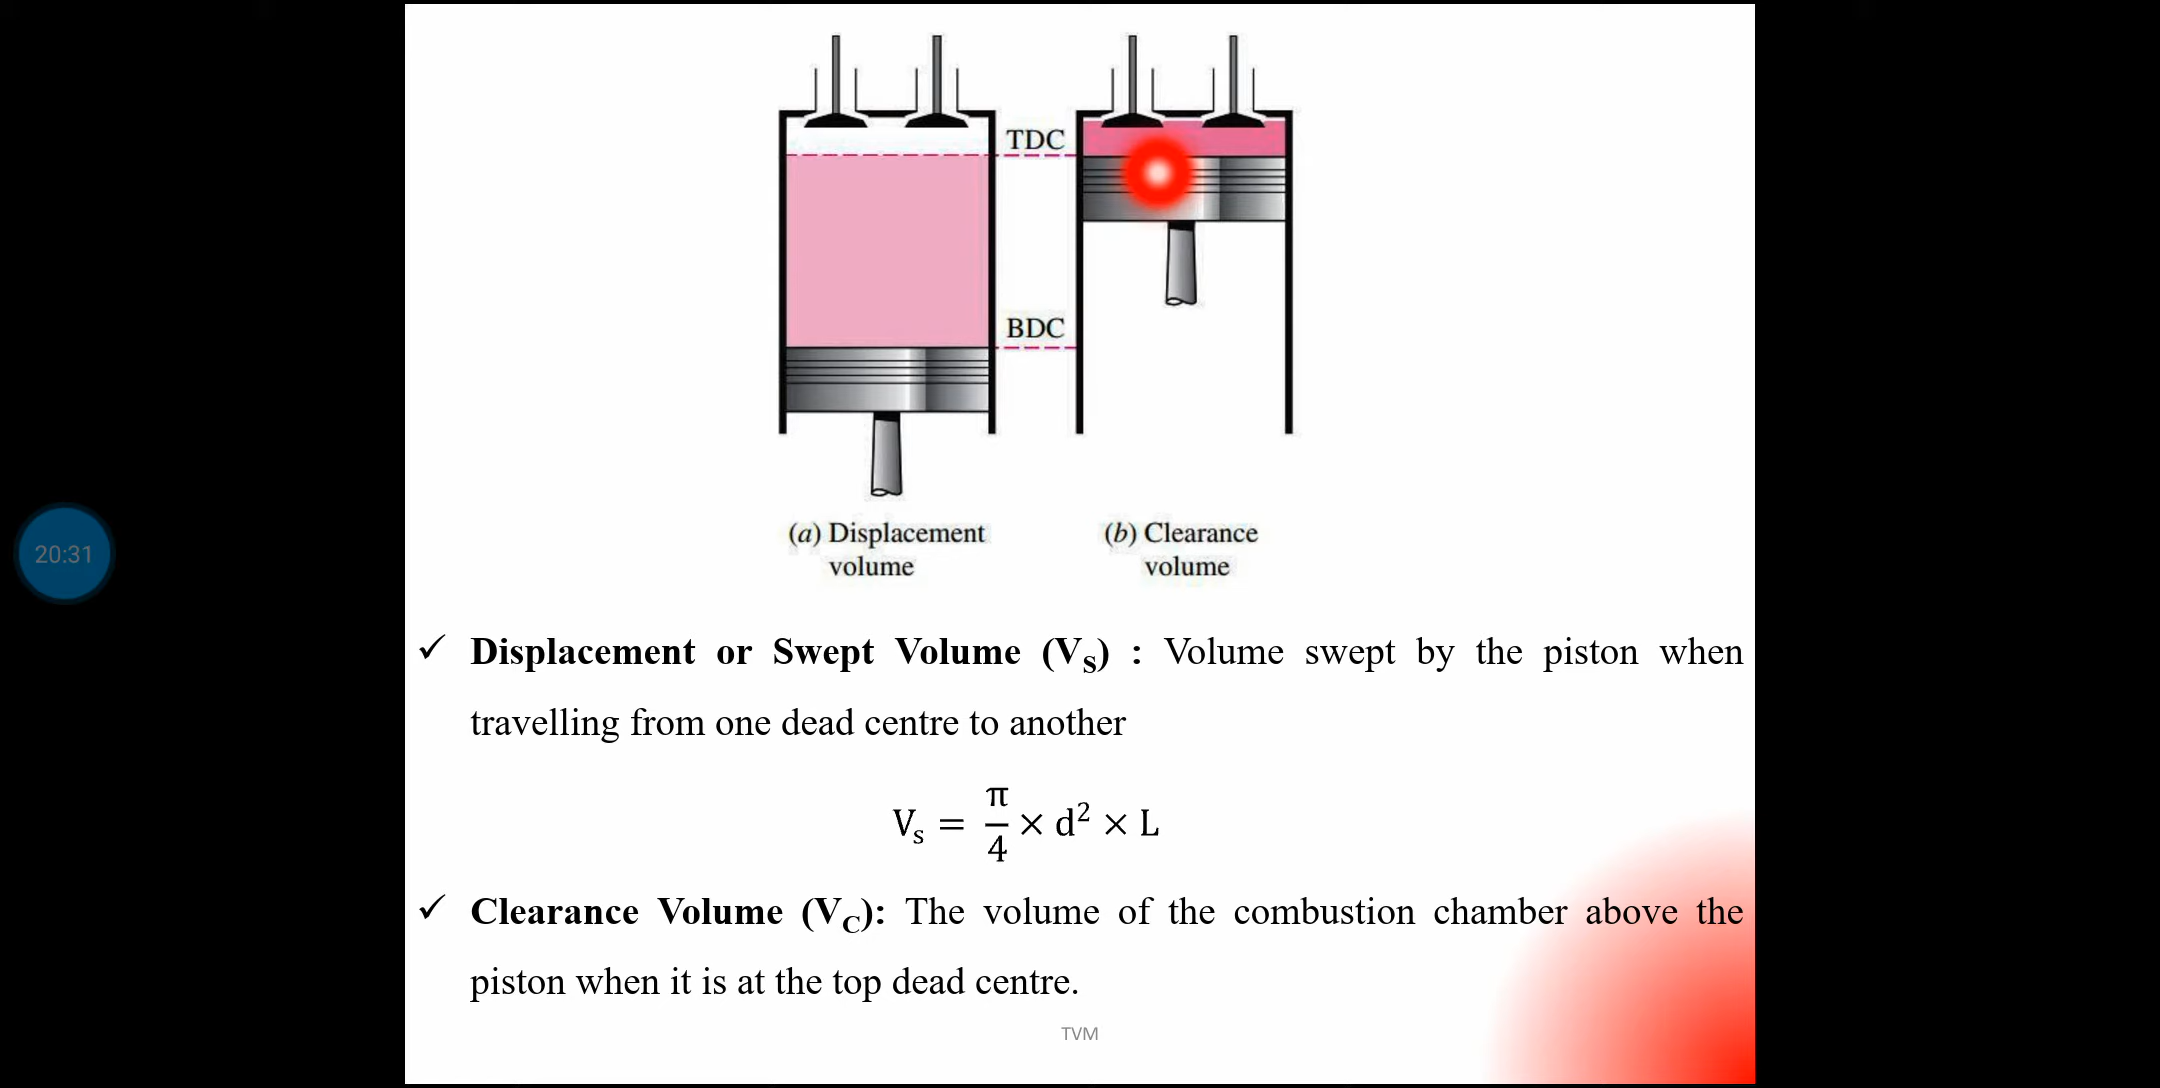 TDC
BDC
(a) Displacement
volume
(b) Clearance
volume
20:31
✓ Displacement or Swept Volume (VS) : Volume swept by the piston when
travelling from one dead centre to another
Vs = π/4 × d² × L
✓ Clearance Volume (VC): The volume of the combustion chamber above the
piston when it is at the top dead centre.
TVM